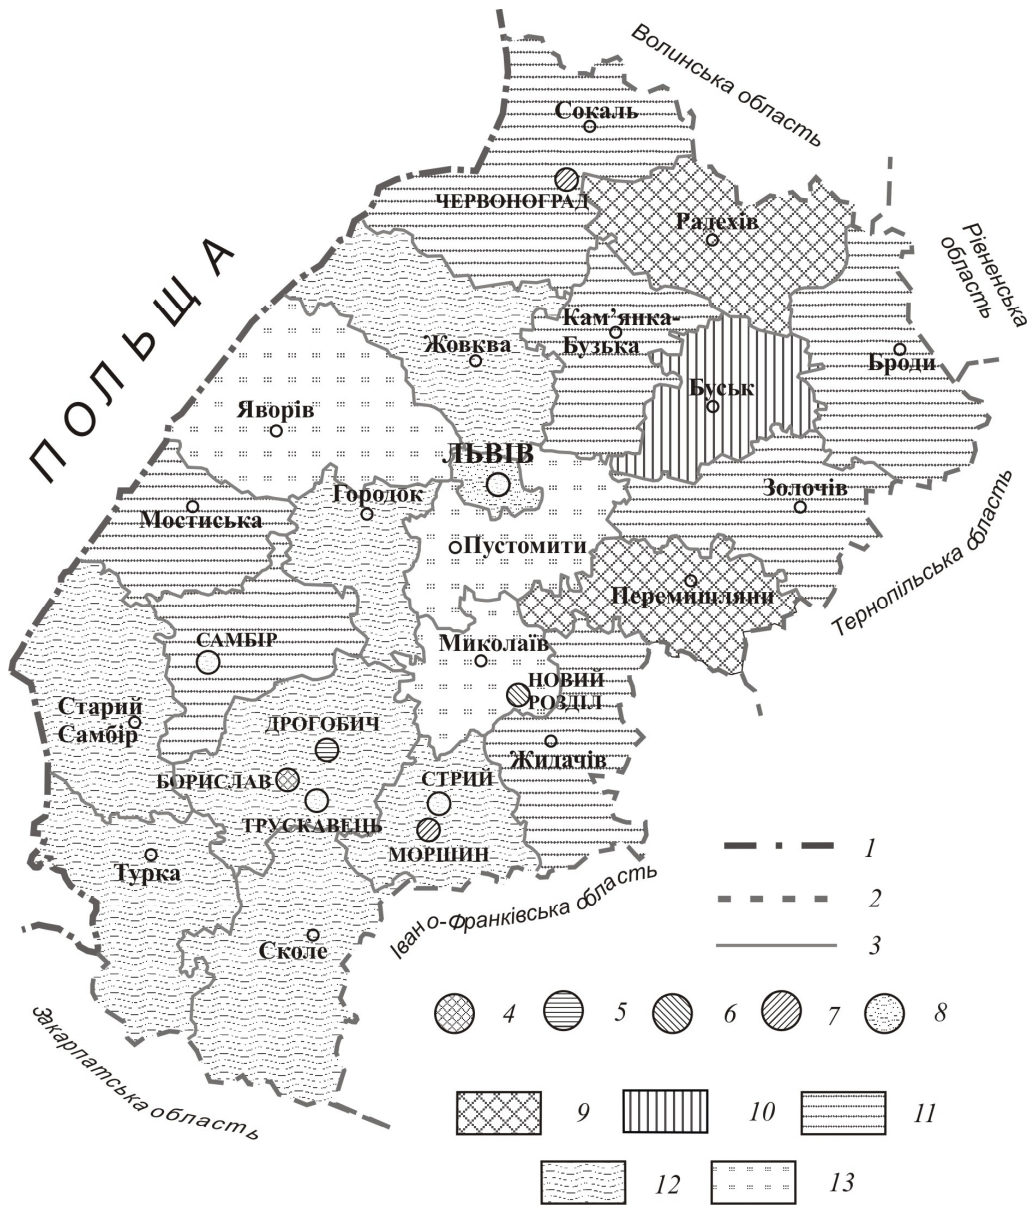 Волинська область
Сокаль
ЧЕРВОНОГРАД
Радехів
Рівненська
область
ПОЛЬЩА
Кам’янка-
Бузька
Жовква
Броди
Буськ
Яворів
ЛЬВІВ
Городок
Золочів
Мостиська
Пустомити
Тернопільська область
Перемишляни
САМБІР
Миколаїв
НОВИЙ
РОЗДІЛ
Старий
Самбір
ДРОГОБИЧ
Жидачів
БОРИСЛАВ
СТРИЙ
ТРУСКАВЕЦЬ
МОРШИН
Турка
Івано-Франківська область
Сколе
Закарпатська область
1
2
3
4 5 6 7 8
9 10 11
12 13